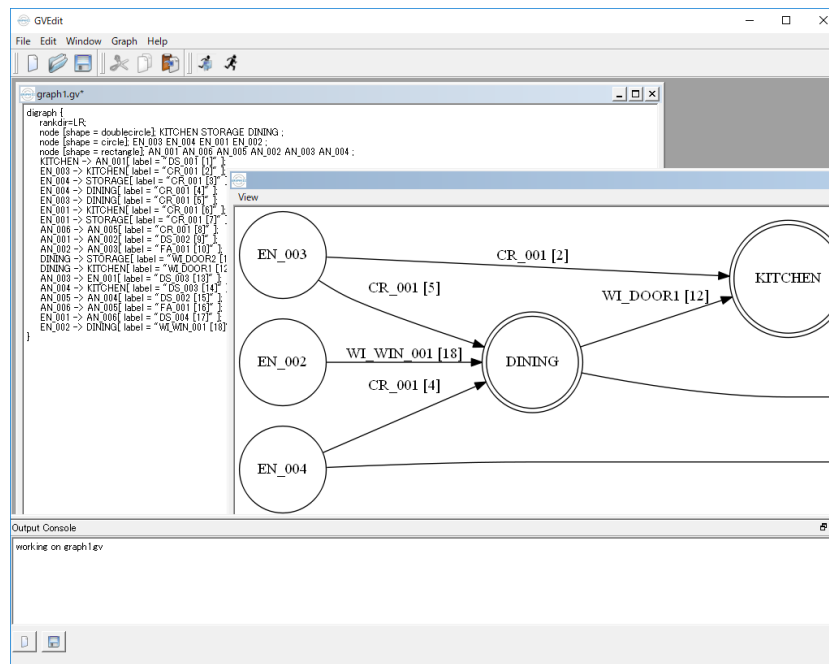 GVEdit
File Edit Window Graph Help
graph1.gv*
digraph {
rankdir=LR;
node [shape = doublecircle]; KITCHEN STORAGE DINING ;
node [shape = circle]; EN_003 EN_004 EN_001 EN_002 ;
node [shape = rectangle]; AN_001 AN_006 AN_005 AN_002 AN_003 AN_004 ;
KITCHEN -> AN_001[ label = "DS_001 [1]" ];
EN_003 -> KITCHEN[ label = "CR_001 [2]" ];
EN_004 -> STORAGE[ label = "CR_001 [3]" ];
EN_004 -> DINING[ label = "CR_001 [4]" ];
EN_003 -> DINING[ label = "CR_001 [5]" ];
EN_001 -> KITCHEN[ label = "CR_001 [6]" ];
EN_001 -> STORAGE[ label = "CR_001 [7]" ];
AN_006 -> AN_005[ label = "CR_001 [8]" ];
AN_001 -> AN_002[ label = "DS_002 [9]" ];
AN_002 -> AN_003[ label = "FA_001 [10]" ];
DINING -> STORAGE[ label = "WI_DOOR2 [1
DINING -> KITCHEN[ label = "WI_DOOR1 [12
AN_003 -> EN_001[ label = "DS_003 [13]" ];
AN_004 -> KITCHEN[ label = "DS_003 [14]" ];
AN_005 -> AN_004[ label = "DS_002 [15]" ];
AN_006 -> AN_005[ label = "FA_001 [16]" ];
EN_001 -> AN_006[ label = "DS_004 [17]" ];
EN_002 -> DINING[ label = "WI_WIN_001 [18]"
}
View
EN_003
CR_001 [2]
KITCHEN
CR_001 [5]
WI_DOOR1 [12]
EN_002
WI_WIN_001 [18]
DINING
CR_001 [4]
EN_004
Output Console
working on graph1.gv